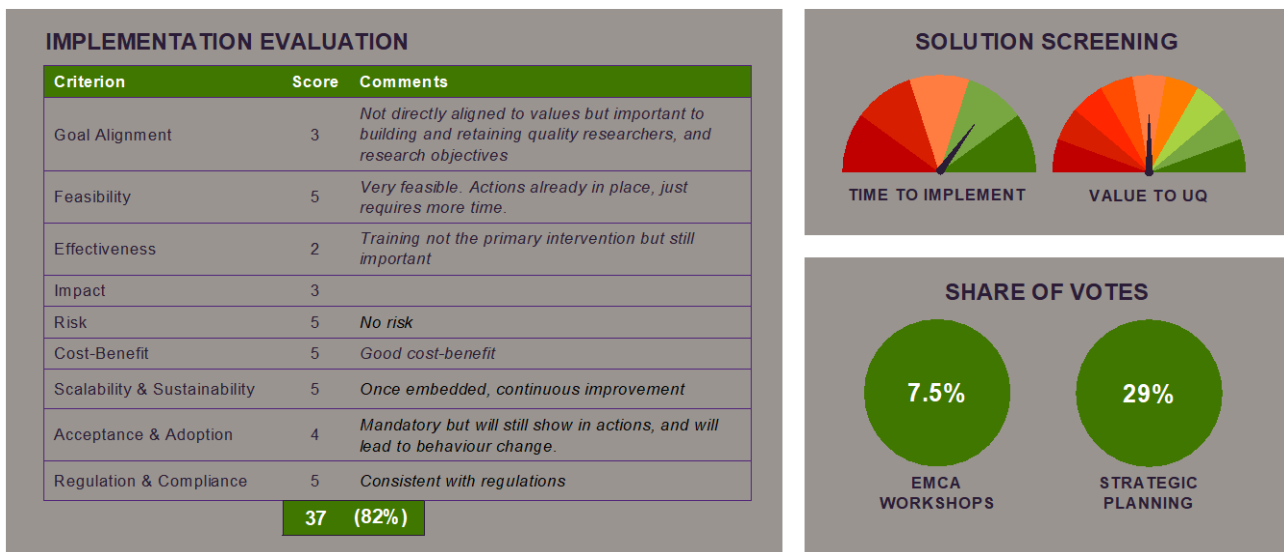 IMPLEMENTATION EVALUATION
Criterion Score Comments
Goal Alignment 3 Not directly aligned to values but important to
building and retaining quality researchers, and
research objectives
Feasibility 5 Very feasible. Actions already in place, just
requires more time.
Effectiveness 2 Training not the primary intervention but still
important
Impact 3
Risk 5 No risk
Cost-Benefit 5 Good cost-benefit
Scalability & Sustainability 5 Once embedded, continuous improvement
Acceptance & Adoption 4 Mandatory but will still show in actions, and will
lead to behaviour change.
Regulation & Compliance 5 Consistent with regulations
37 (82%)
SOLUTION SCREENING
TIME TO IMPLEMENT VALUE TO UQ
SHARE OF VOTES
7.5% 29%
EMCA STRATEGIC
WORKSHOPS PLANNING